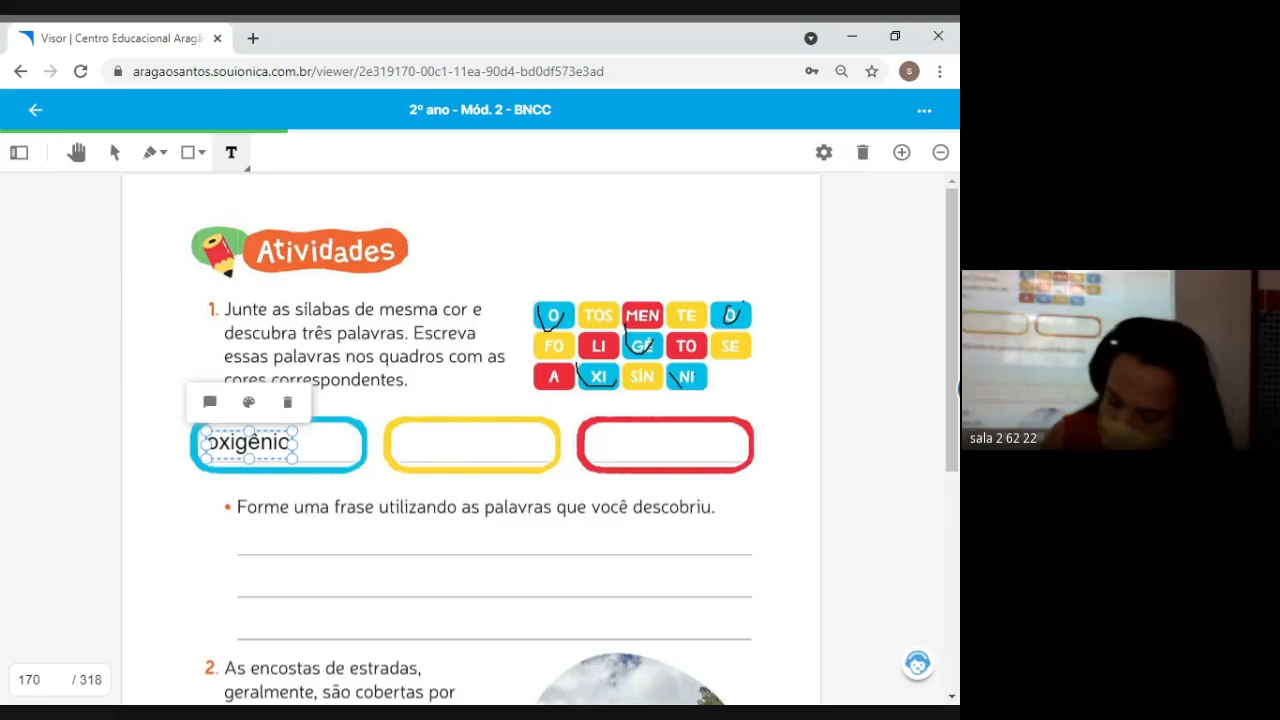 Visor | Centro Educacional Aragã
aragaosantos.souionica.com.br/viewer/2e319170-00c1-11ea-90d4-bd0df573e3ad
s
2º ano - Mód. 2 - BNCC
T
Atividades
1. Junte as sílabas de mesma cor e
descubra três palavras. Escreva
essas palavras nos quadros com as
cores correspondentes.
O TOS MEN TE O
FO LI GÊ TO SE
A XI SÍN NI
oxigênio
• Forme uma frase utilizando as palavras que você descobriu.
2. As encostas de estradas,
geralmente, são cobertas por
170 / 318
sala 2 62 22